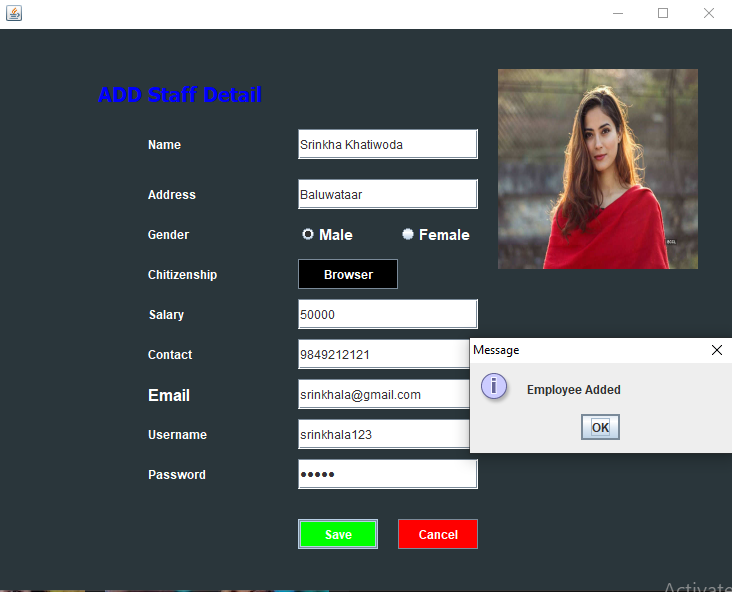 ADD Staff Detail
Name Srinkha Khatiwoda
Address Baluwataar
Gender Male Female
Chitizenship Browser
Salary 50000
Contact 9849212121
Message
Email srinkhala@gmail.com
Employee Added
OK
Username srinkhala123
Password •••••
Save Cancel
Activate